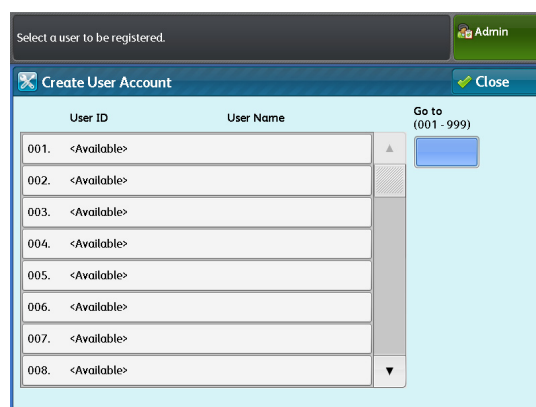 Select a user to be registered.
Admin
Create User Account
Close
User ID User Name
Go to
(001 - 999)
001. <Available>
002. <Available>
003. <Available>
004. <Available>
005. <Available>
006. <Available>
007. <Available>
008. <Available>